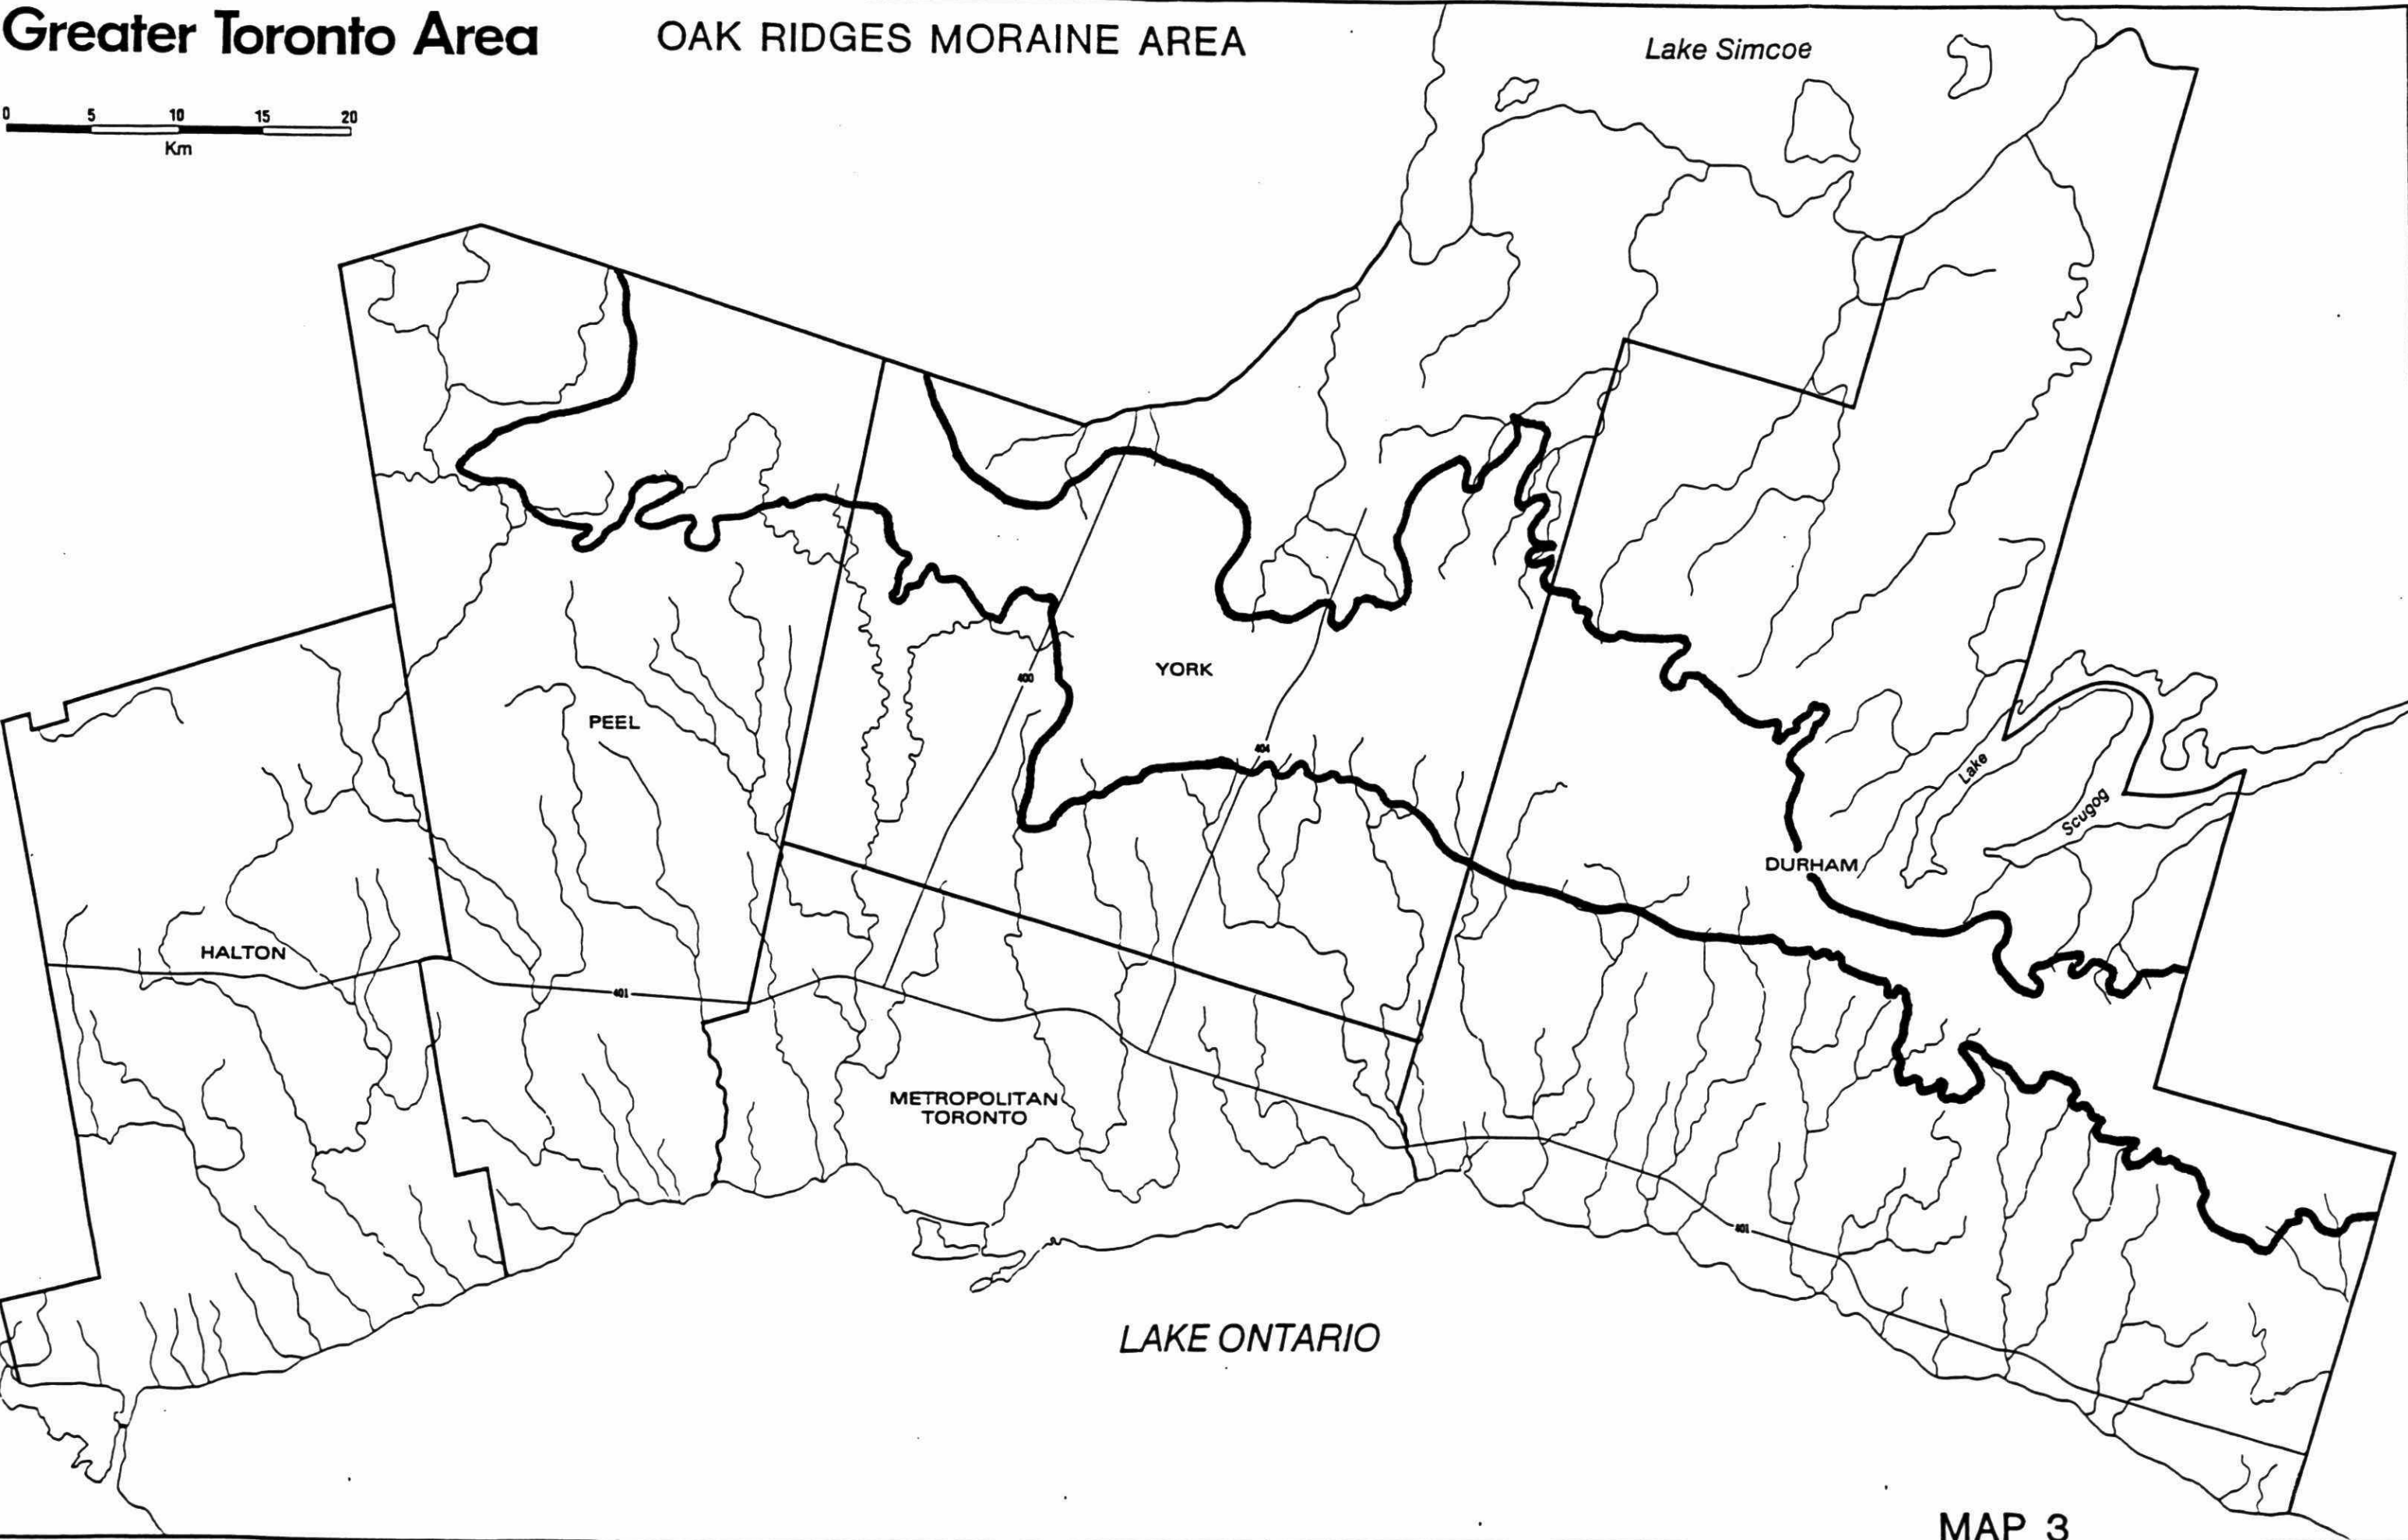 Greater Toronto Area
OAK RIDGES MORAINE AREA
Lake Simcoe
0 5 10 15 20
Km
YORK
400
PEEL
404
Lake
Scugog
DURHAM
HALTON
401
METROPOLITAN
TORONTO
401
LAKE ONTARIO
MAP 3